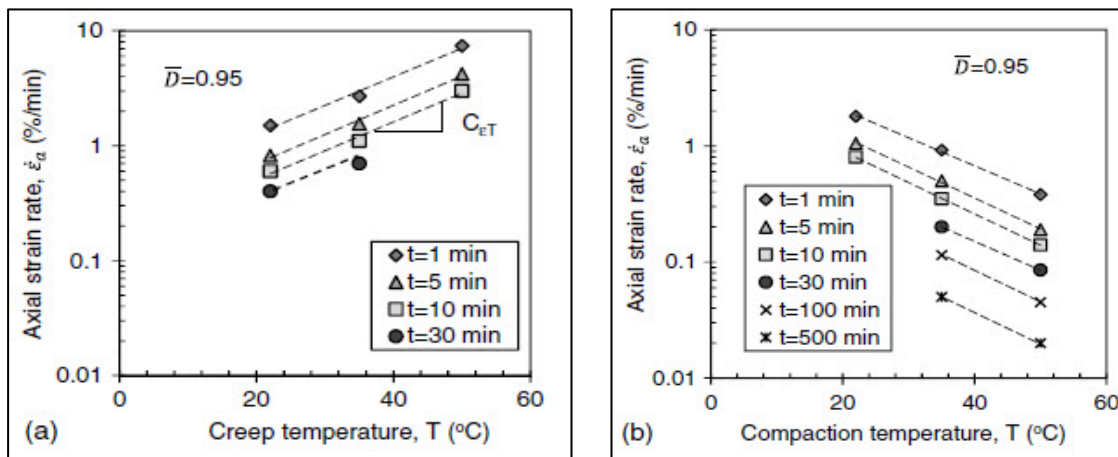 10
D̅=0.95
1
C_εT
0.1
t=1 min
t=5 min
t=10 min
t=30 min
0.01
0 20 40 60
Axial strain rate, ε̇_a (%/min)
(a) Creep temperature, T (°C)
10
D̅=0.95
1
t=1 min
t=5 min
t=10 min
0.1
t=30 min
t=100 min
t=500 min
0.01
0 20 40 60
Axial strain rate, ε̇_a (%/min)
(b) Compaction temperature, T (°C)